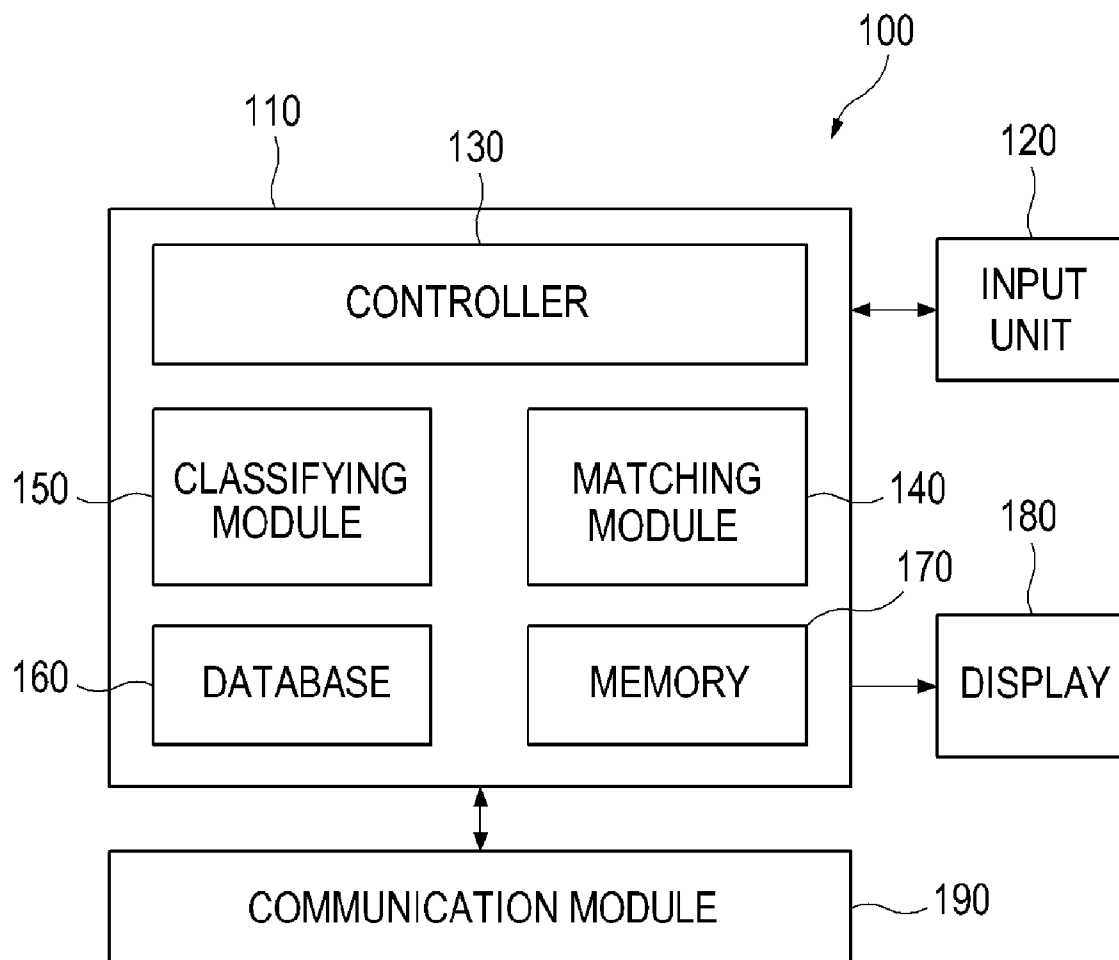 100
110
130
120
CONTROLLER
INPUT
UNIT
150
CLASSIFYING
MODULE
MATCHING
MODULE
140
180
170
160
DATABASE
MEMORY
DISPLAY
COMMUNICATION MODULE
190